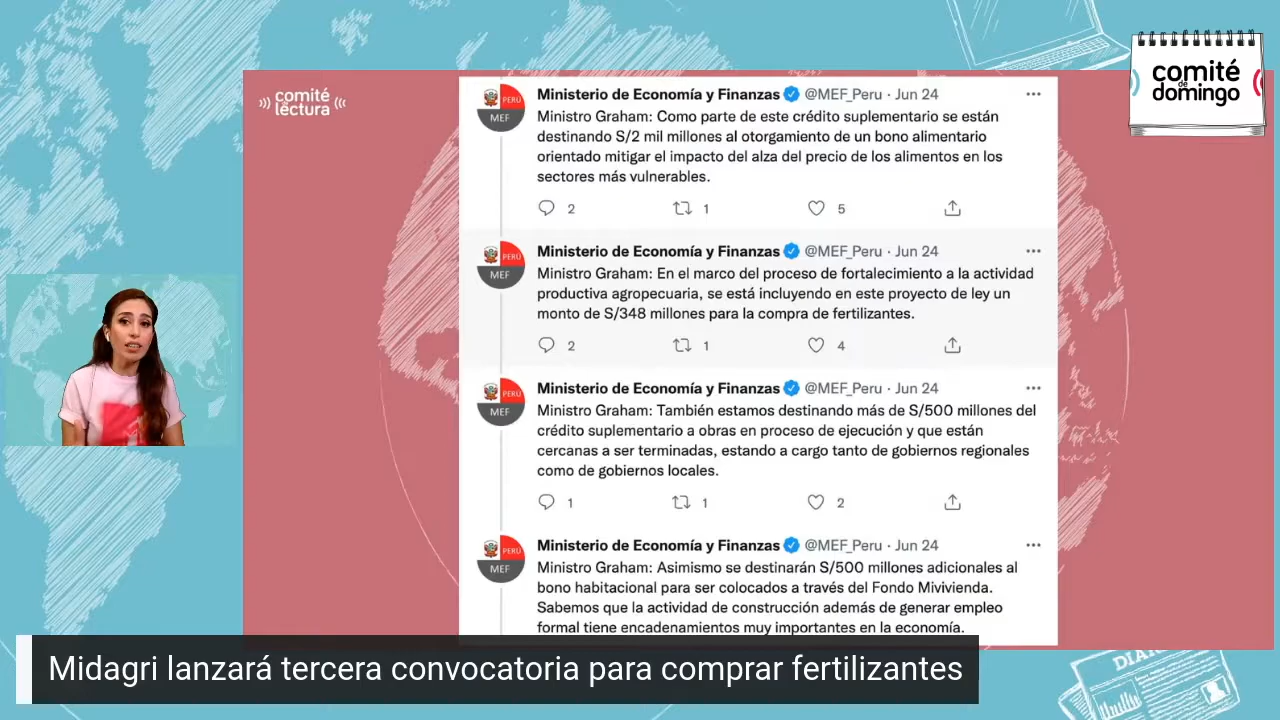 comité
de
domingo
comité
lectura
Ministerio de Economía y Finanzas @MEF_Peru · Jun 24
PERÚ
MEF
Ministro Graham: Como parte de este crédito suplementario se están
destinando S/2 mil millones al otorgamiento de un bono alimentario
orientado mitigar el impacto del alza del precio de los alimentos en los
sectores más vulnerables.
2 1 5
Ministerio de Economía y Finanzas @MEF_Peru · Jun 24
PERÚ
MEF
Ministro Graham: En el marco del proceso de fortalecimiento a la actividad
productiva agropecuaria, se está incluyendo en este proyecto de ley un
monto de S/348 millones para la compra de fertilizantes.
2 1 4
Ministerio de Economía y Finanzas @MEF_Peru · Jun 24
PERÚ
MEF
Ministro Graham: También estamos destinando más de S/500 millones del
crédito suplementario a obras en proceso de ejecución y que están
cercanas a ser terminadas, estando a cargo tanto de gobiernos regionales
como de gobiernos locales.
1 1 2
Ministerio de Economía y Finanzas @MEF_Peru · Jun 24
PERÚ
MEF
Ministro Graham: Asimismo se destinarán S/500 millones adicionales al
bono habitacional para ser colocados a través del Fondo Mivivienda.
Sabemos que la actividad de construcción además de generar empleo
formal tiene encadenamientos muy importantes en la economía.
Midagri lanzará tercera convocatoria para comprar fertilizantes